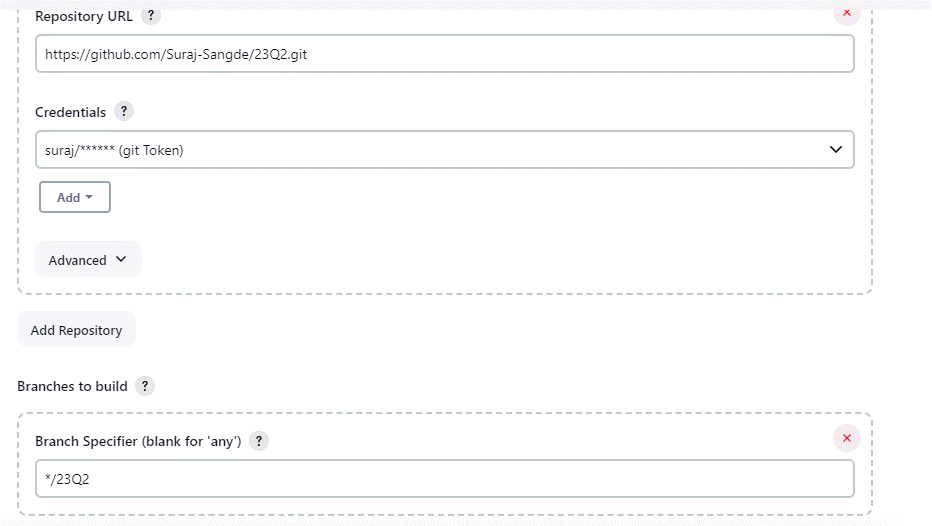 Repository URL ?
https://github.com/Suraj-Sangde/23Q2.git
Credentials ?
suraj/****** (git Token)
Add
Advanced
Add Repository
Branches to build ?
Branch Specifier (blank for 'any') ?
*/23Q2